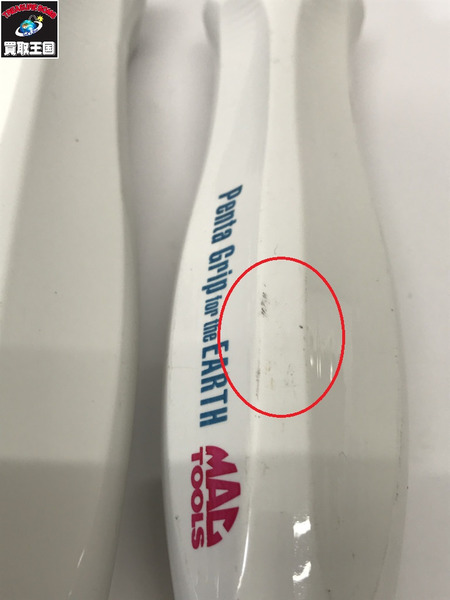 買取王国
Penta Grip for the EARTH
MAC
TOOLS